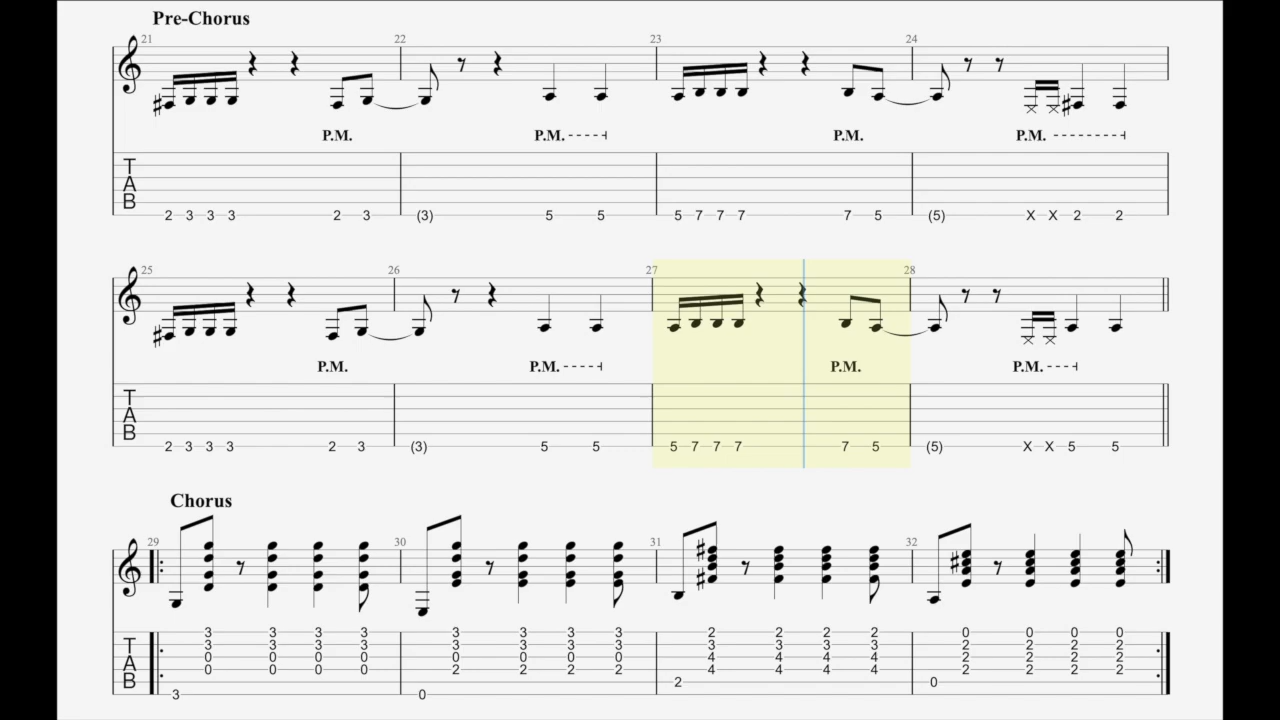 Pre-Chorus
21 22 23 24
P.M. P.M. P.M. P.M.
T
A
B
2 3 3 3 2 3 (3) 5 5 5 7 7 7 7 5 (5) X X 2 2
25 26 27 28
P.M. P.M. P.M. P.M.
T
A
B
2 3 3 3 2 3 (3) 5 5 5 7 7 7 7 5 (5) X X 5 5
Chorus
29 30 31 32
3 3 3 3 3 3 3 3 2 2 2 2 0 0 0 0
T 3 3 3 3 3 3 3 3 3 3 3 3 2 2 2 2
0 0 0 0 0 0 0 0 4 4 4 4 2 2 2 2
A 0 0 0 0 2 2 2 2 4 4 4 4 2 2 2 2
B 2 0
3 0